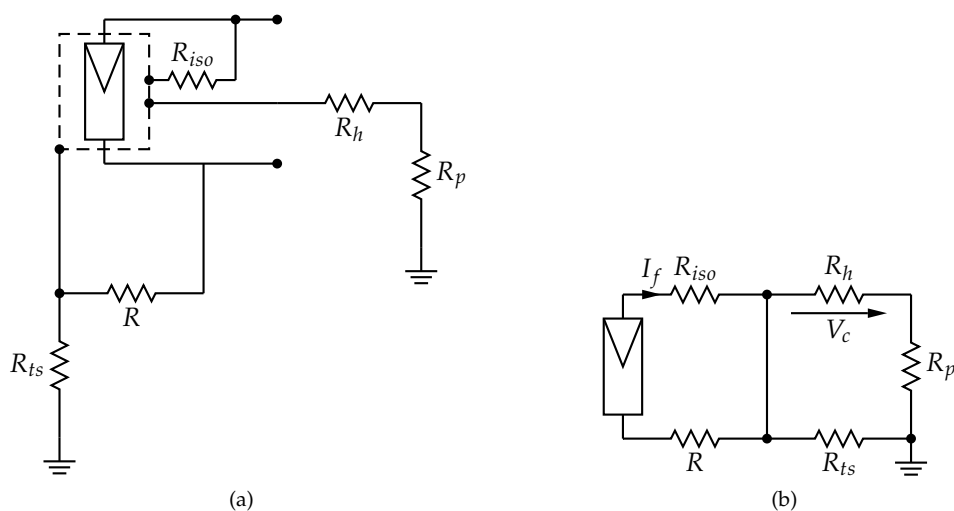 R_iso
R_h
R_p
R
R_ts
(a)
I_f
R_iso
R_h
V_c
R_p
R
R_ts
(b)